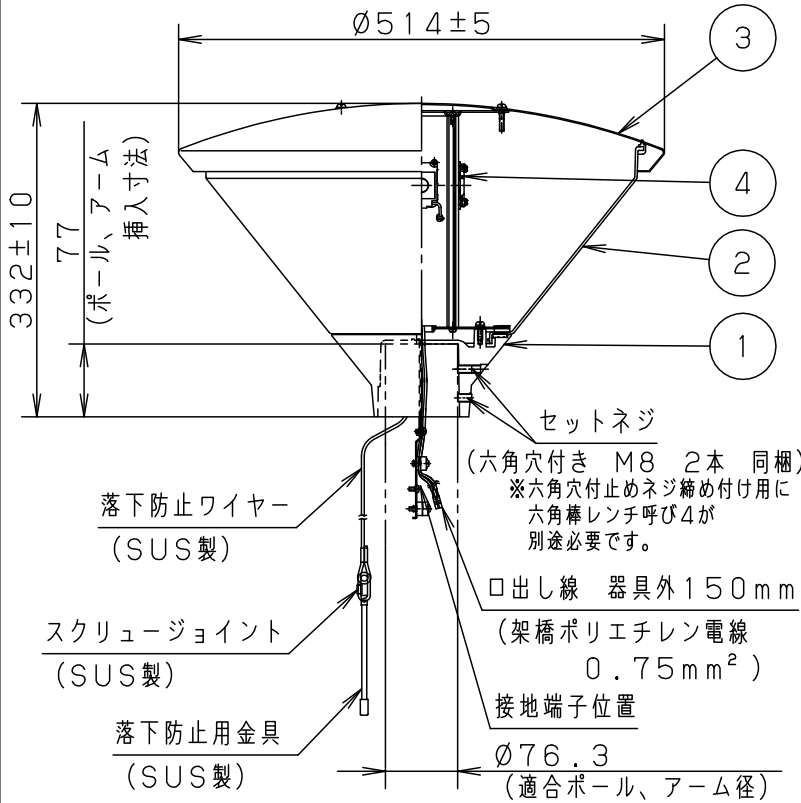 Ø514±5
3
4
2
1
332±10
77
(ポール、アーム
挿入寸法)
セットネジ
(六角穴付き M8 2本 同梱)
※六角穴付止めネジ締め付け用に
六角棒レンチ呼び4が
別途必要です。
落下防止ワイヤー
(SUS製)
口出し線 器具外150mm
(架橋ポリエチレン電線
0.75mm²)
スクリュージョイント
(SUS製)
接地端子位置
落下防止用金具
(SUS製)
Ø76.3
(適合ポール、アーム径)